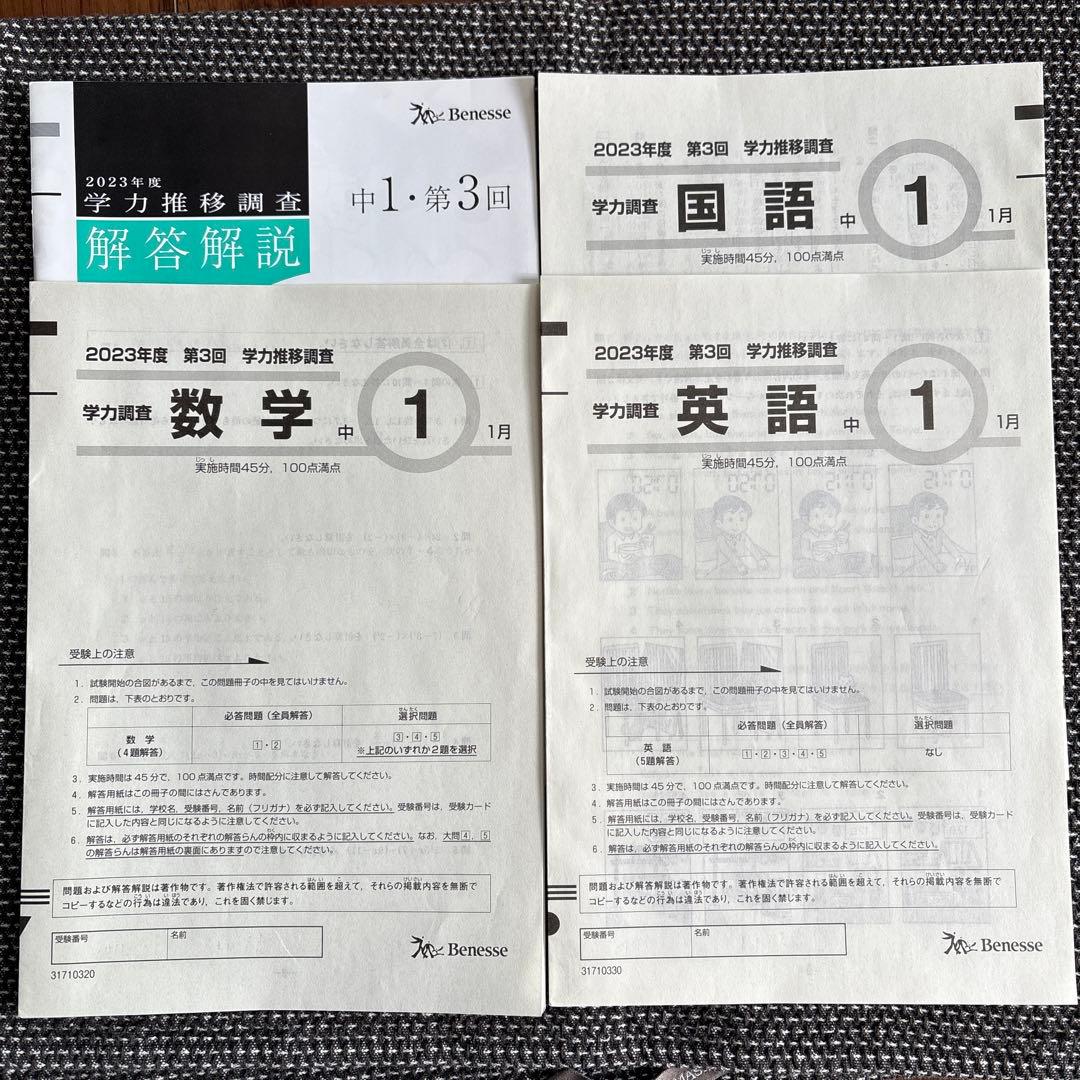 Benesse
2023年度
学力推移調査
中1・第3回
解答解説
2023年度 第3回 学力推移調査
学力調査 国語 中 1 1月
じっし
実施時間45分，100点満点
2023年度 第3回 学力推移調査
学力調査 数学 中 1 1月
じっし
実施時間45分，100点満点
受験上の注意
1．試験開始の合図があるまで，この問題冊子の中を見てはいけません。
2．問題は，下表のとおりです。
必答問題（全員解答） 選択問題
せんたく
数 学
（4題解答）
1・2
3・4・5
※上記のいずれか2題を選択
3．実施時間は45分で，100点満点です。時間配分に注意して解答してください。
4．解答用紙はこの冊子の間にはさんであります。
5．解答用紙には，学校名，受験番号，名前（フリガナ）を必ず記入してください。受験番号は，受験カード
に記入した内容と同じになるように注意してください。
6．解答は，必ず解答用紙のそれぞれの解答らんの枠内に収まるように記入してください。なお，大問4，5
の解答らんは解答用紙の裏面にありますので注意してください。
問題および解答解説は著作物です。著作権法で許容される範囲を超えて，それらの掲載内容を無断で
コピーするなどの行為は違法であり，これを固く禁じます。
受験番号 名前
Benesse
31710320
2023年度 第3回 学力推移調査
学力調査 英語 中 1 1月
じっし
実施時間45分，100点満点
受験上の注意
1．試験開始の合図があるまで，この問題冊子の中を見てはいけません。
2．問題は，下表のとおりです。
必答問題（全員解答） 選択問題
せんたく
英 語
（5題解答）
1・2・3・4・5
なし
3．実施時間は45分で，100点満点です。時間配分に注意して解答してください。
4．解答用紙はこの冊子の間にはさんであります。
5．解答用紙には，学校名，受験番号，名前（フリガナ）を必ず記入してください。受験番号は，受験カード
に記入した内容と同じになるように注意してください。
6．解答は，必ず解答用紙のそれぞれの解答らんの枠内に収まるように記入してください。
問題および解答解説は著作物です。著作権法で許容される範囲を超えて，それらの掲載内容を無断で
コピーするなどの行為は違法であり，これを固く禁じます。
受験番号 名前
Benesse
31710330